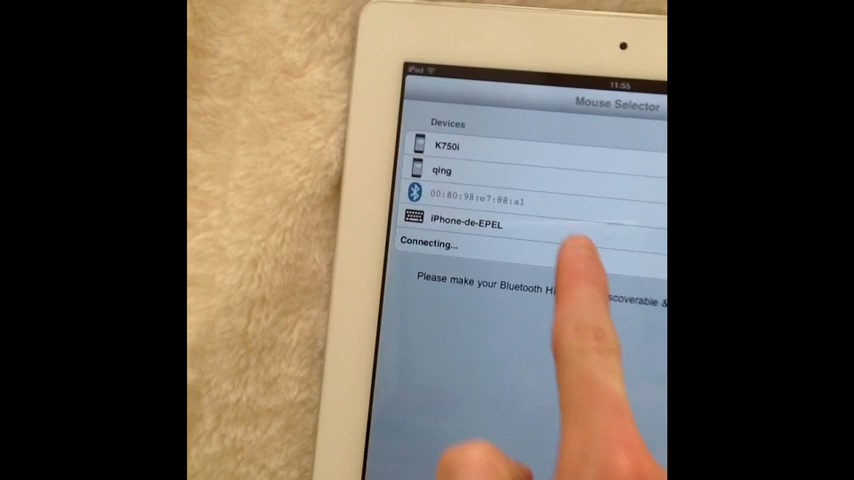 iPad
11:55
Mouse Selector
Devices
K750i
qing
00:80:98:e7:88:a1
iPhone-de-EPEL
Connecting...
Please make your Bluetooth Hi scoverable &